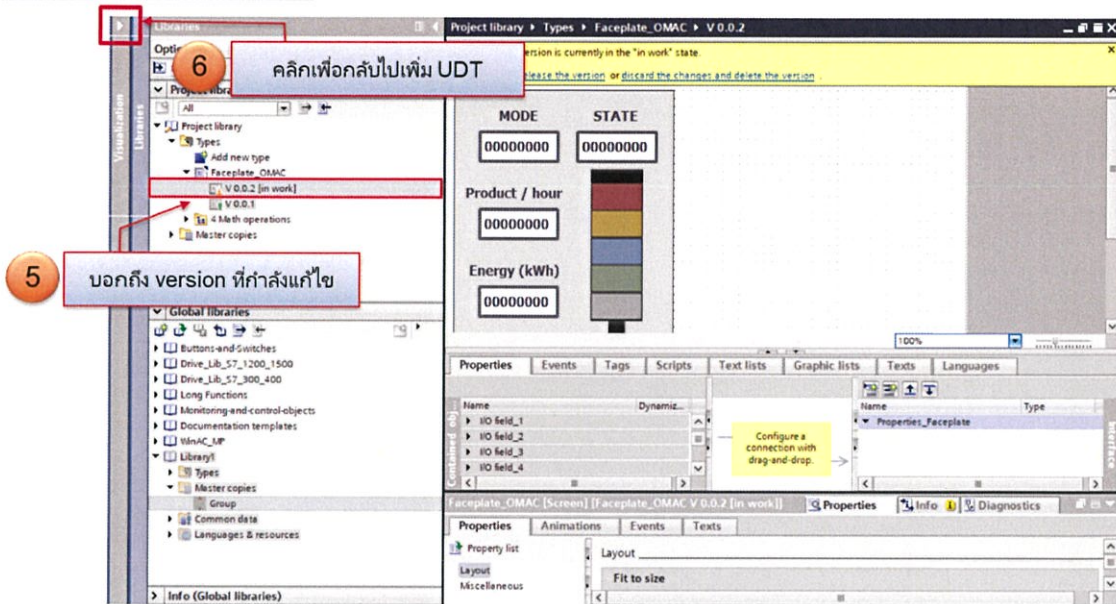 Libraries
Project library ▸ Types ▸ Faceplate_OMAC ▸ V 0.0.2
version is currently in the "in work" state.
release the version or discard the changes and delete the version .
6
คลิกเพื่อกลับไปเพิ่ม UDT
Visualization
Libraries
All
Project library
Types
Add new type
Faceplate_OMAC
V 0.0.2 [in work]
V 0.0.1
4 Math operations
Master copies
5
บอกถึง version ที่กำลังแก้ไข
Global libraries
Buttons-and-Switches
Drive_Lib_S7_1200_1500
Drive_Lib_S7_300_400
Long Functions
Monitoring-and-control-objects
Documentation templates
WinAC_MP
Library1
Types
Master copies
Group
Common data
Languages & resources
Info (Global libraries)
MODE STATE
00000000 00000000
Product / hour
00000000
Energy (kWh)
00000000
100%
Properties Events Tags Scripts Text lists Graphic lists Texts Languages
Name Dynamiz...
I/O field_1
I/O field_2
I/O field_3
I/O field_4
Configure a
connection with
drag-and-drop.
Name Type
Properties_Faceplate
Interface
Faceplate_OMAC [Screen] [Faceplate_OMAC V 0.0.2 [in work]]
Properties Info Diagnostics
Properties Animations Events Texts
Property list
Layout
Miscellaneous
Layout
Fit to size